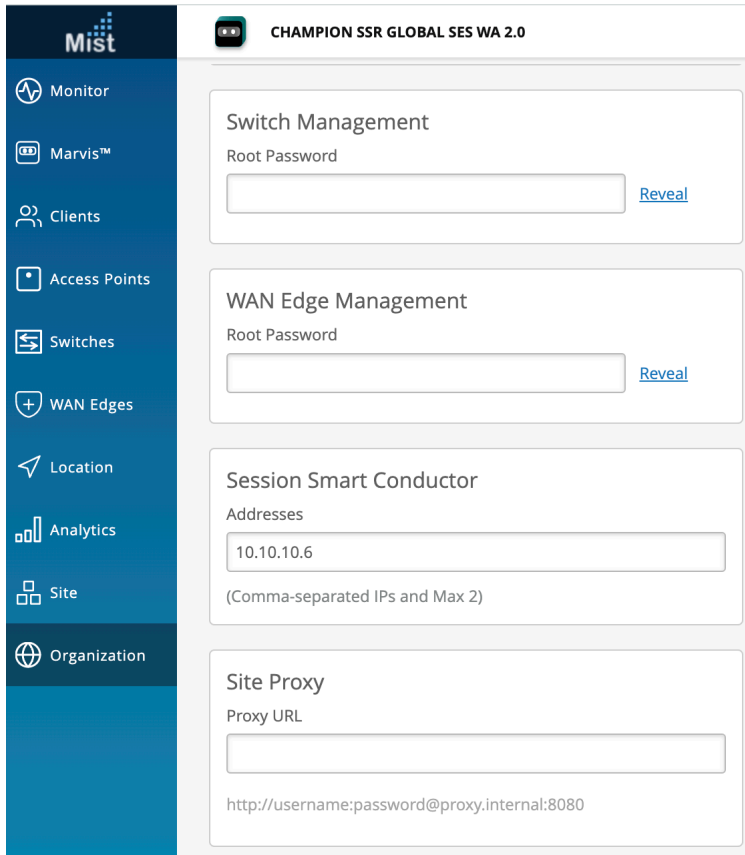 Mist
CHAMPION SSR GLOBAL SES WA 2.0
Monitor
Marvis™
Clients
Access Points
Switches
WAN Edges
Location
Analytics
Site
Organization
Switch Management
Root Password
Reveal
WAN Edge Management
Root Password
Reveal
Session Smart Conductor
Addresses
10.10.10.6
(Comma-separated IPs and Max 2)
Site Proxy
Proxy URL
http://username:password@proxy.internal:8080